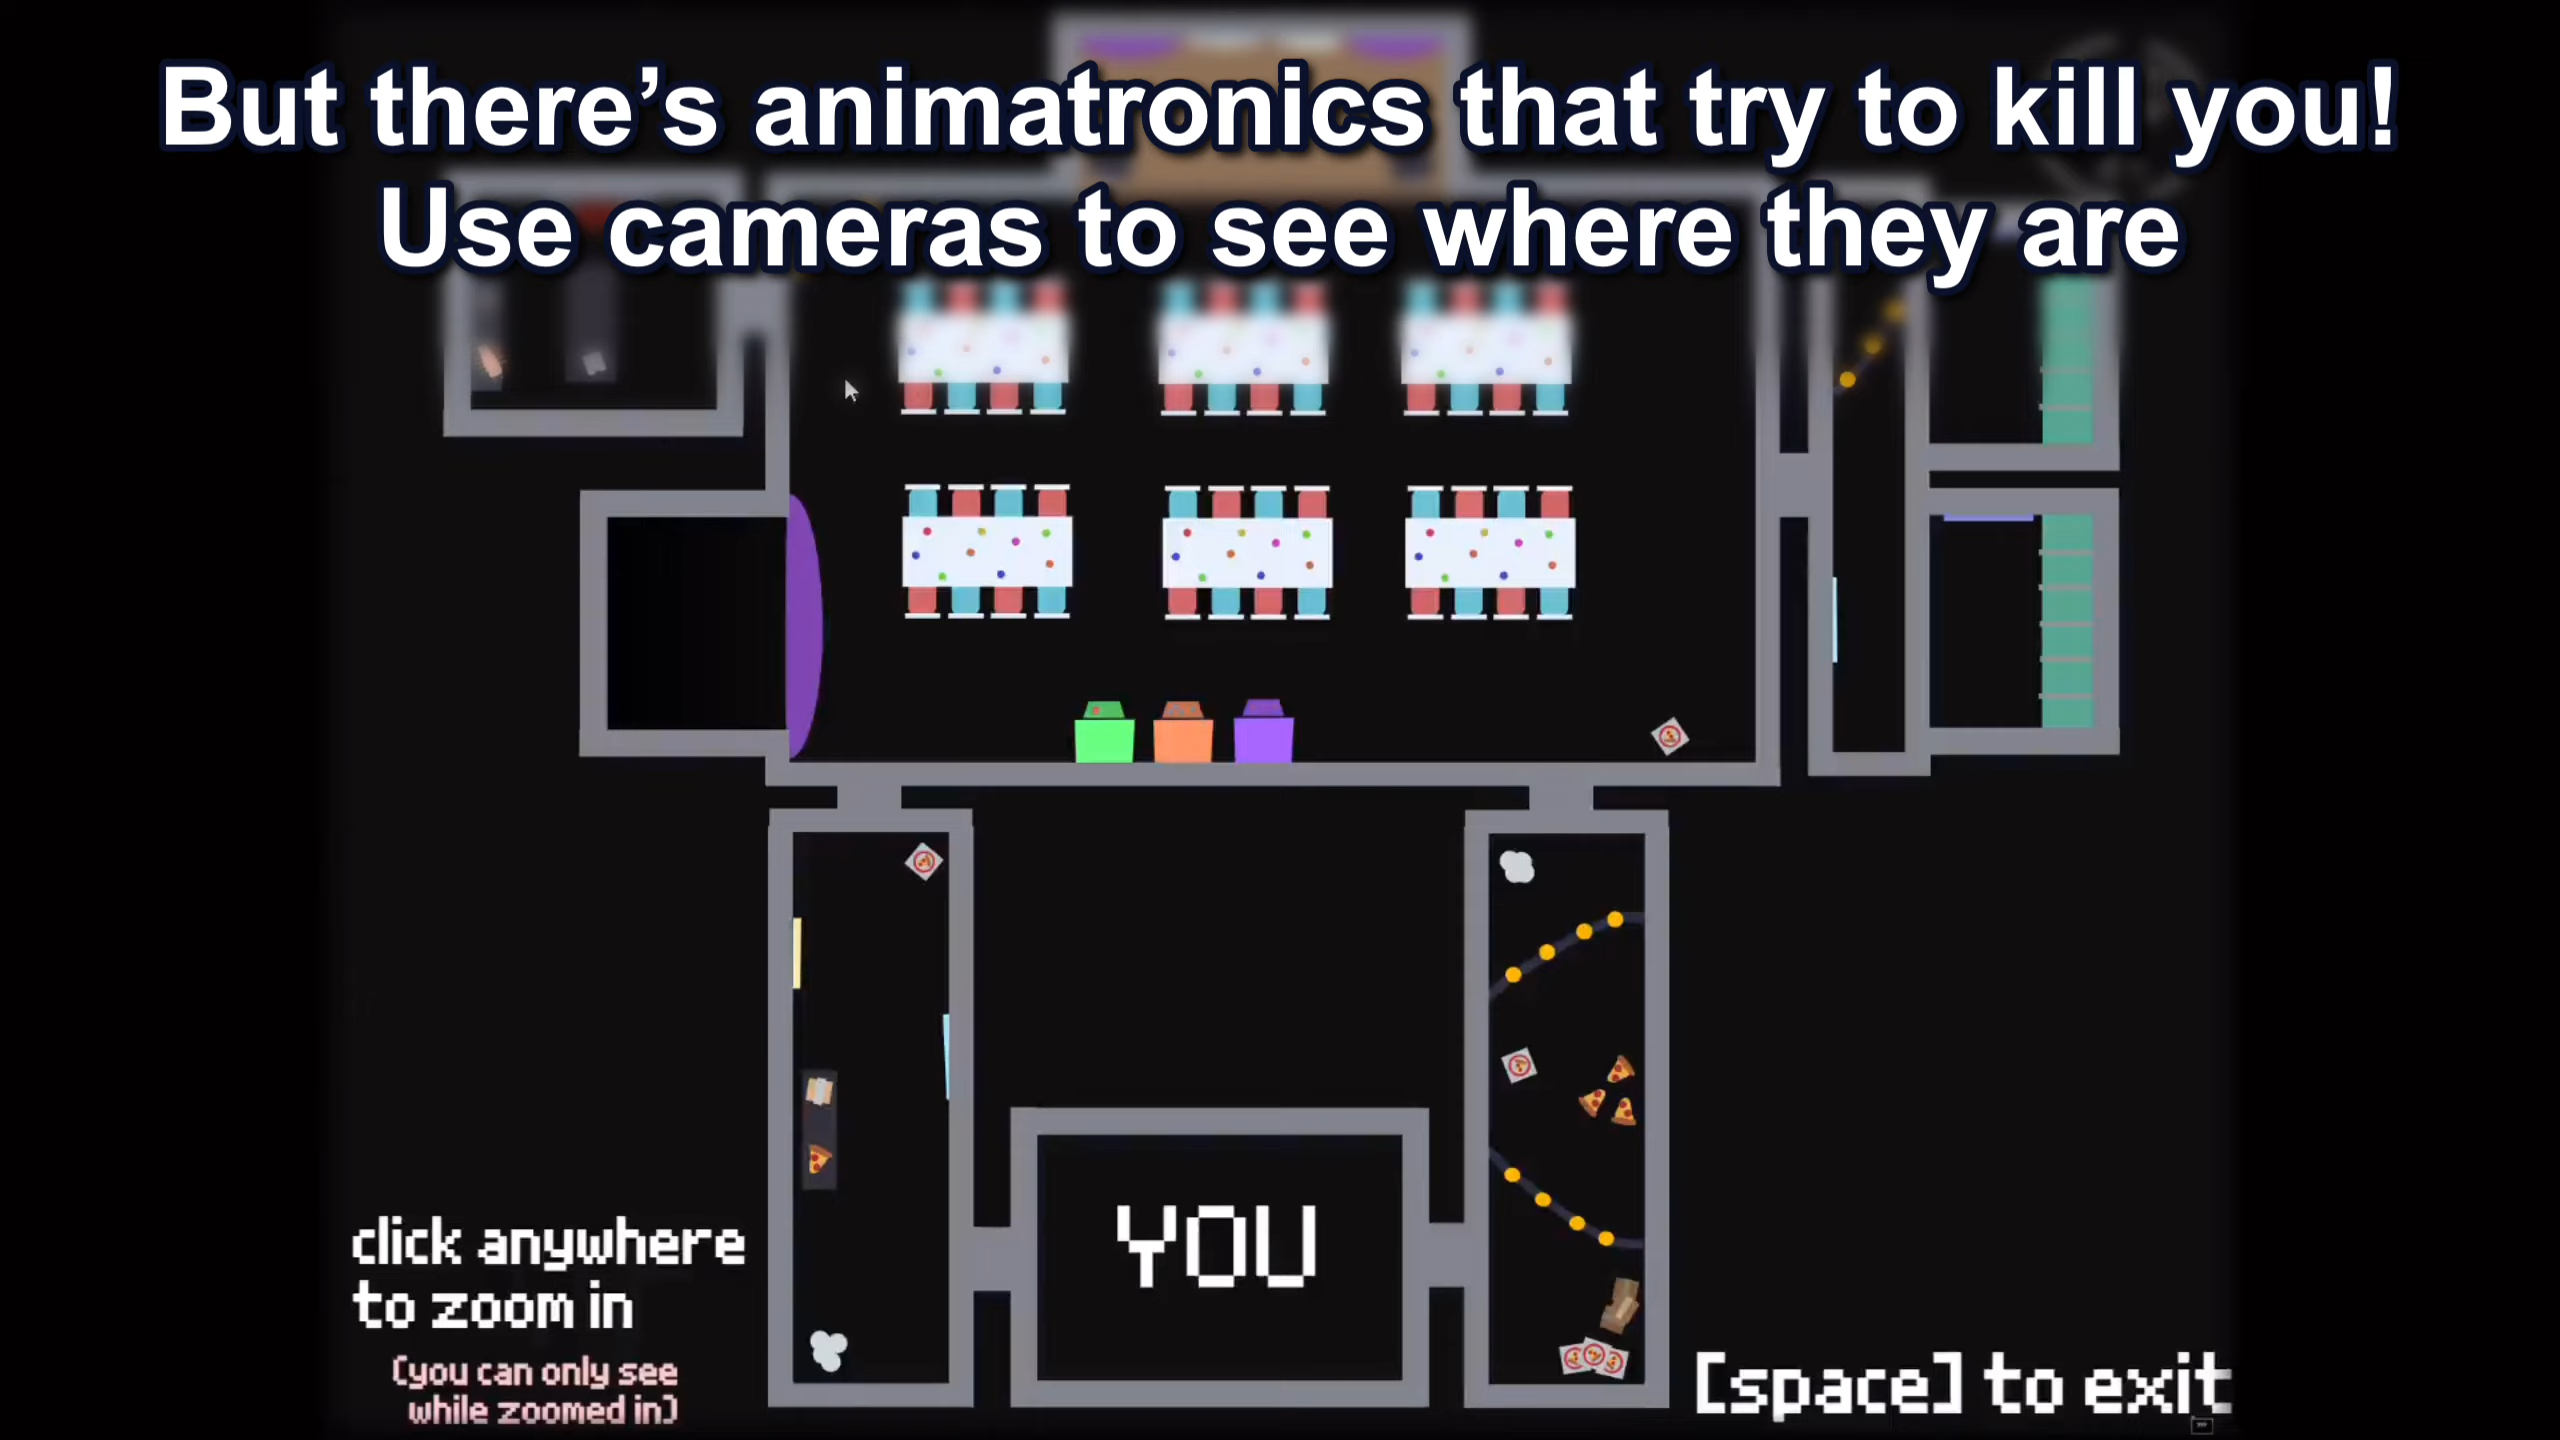 But there’s animatronics that try to kill you!
Use cameras to see where they are
YOU
click anywhere
to zoom in
(you can only see
while zoomed in)
[space] to exit